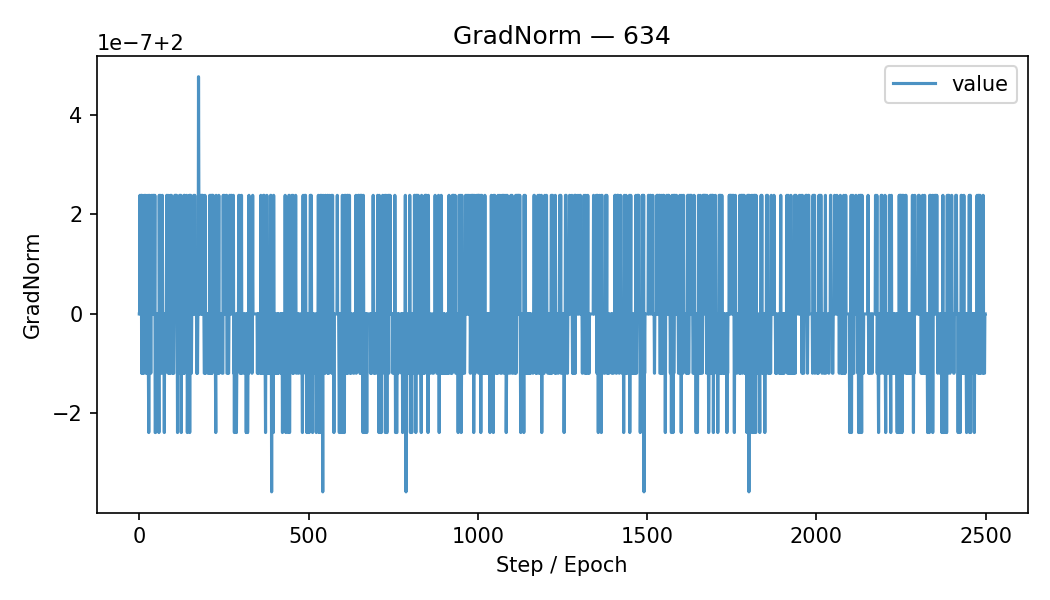 GradNorm — 634
1e−7+2
value
4
2
0
−2
GradNorm
0 500 1000 1500 2000 2500
Step / Epoch